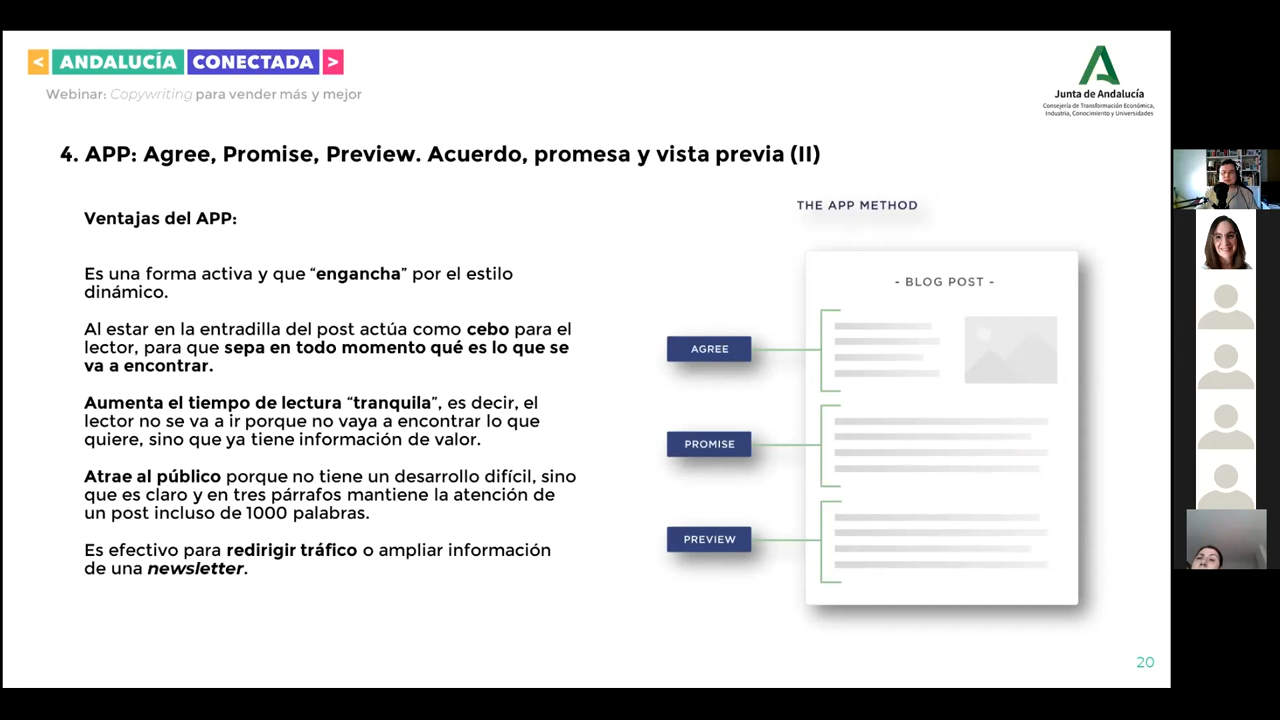 < ANDALUCÍA CONECTADA >
Webinar: Copywriting para vender más y mejor
Junta de Andalucía
Consejería de Transformación Económica,
Industria, Conocimiento y Universidades
4. APP: Agree, Promise, Preview. Acuerdo, promesa y vista previa (II)
Ventajas del APP:
Es una forma activa y que “engancha” por el estilo
dinámico.
Al estar en la entradilla del post actúa como cebo para el
lector, para que sepa en todo momento qué es lo que se
va a encontrar.
Aumenta el tiempo de lectura “tranquila”, es decir, el
lector no se va a ir porque no vaya a encontrar lo que
quiere, sino que ya tiene información de valor.
Atrae al público porque no tiene un desarrollo difícil, sino
que es claro y en tres párrafos mantiene la atención de
un post incluso de 1000 palabras.
Es efectivo para redirigir tráfico o ampliar información
de una newsletter.
THE APP METHOD
- BLOG POST -
AGREE
PROMISE
PREVIEW
20